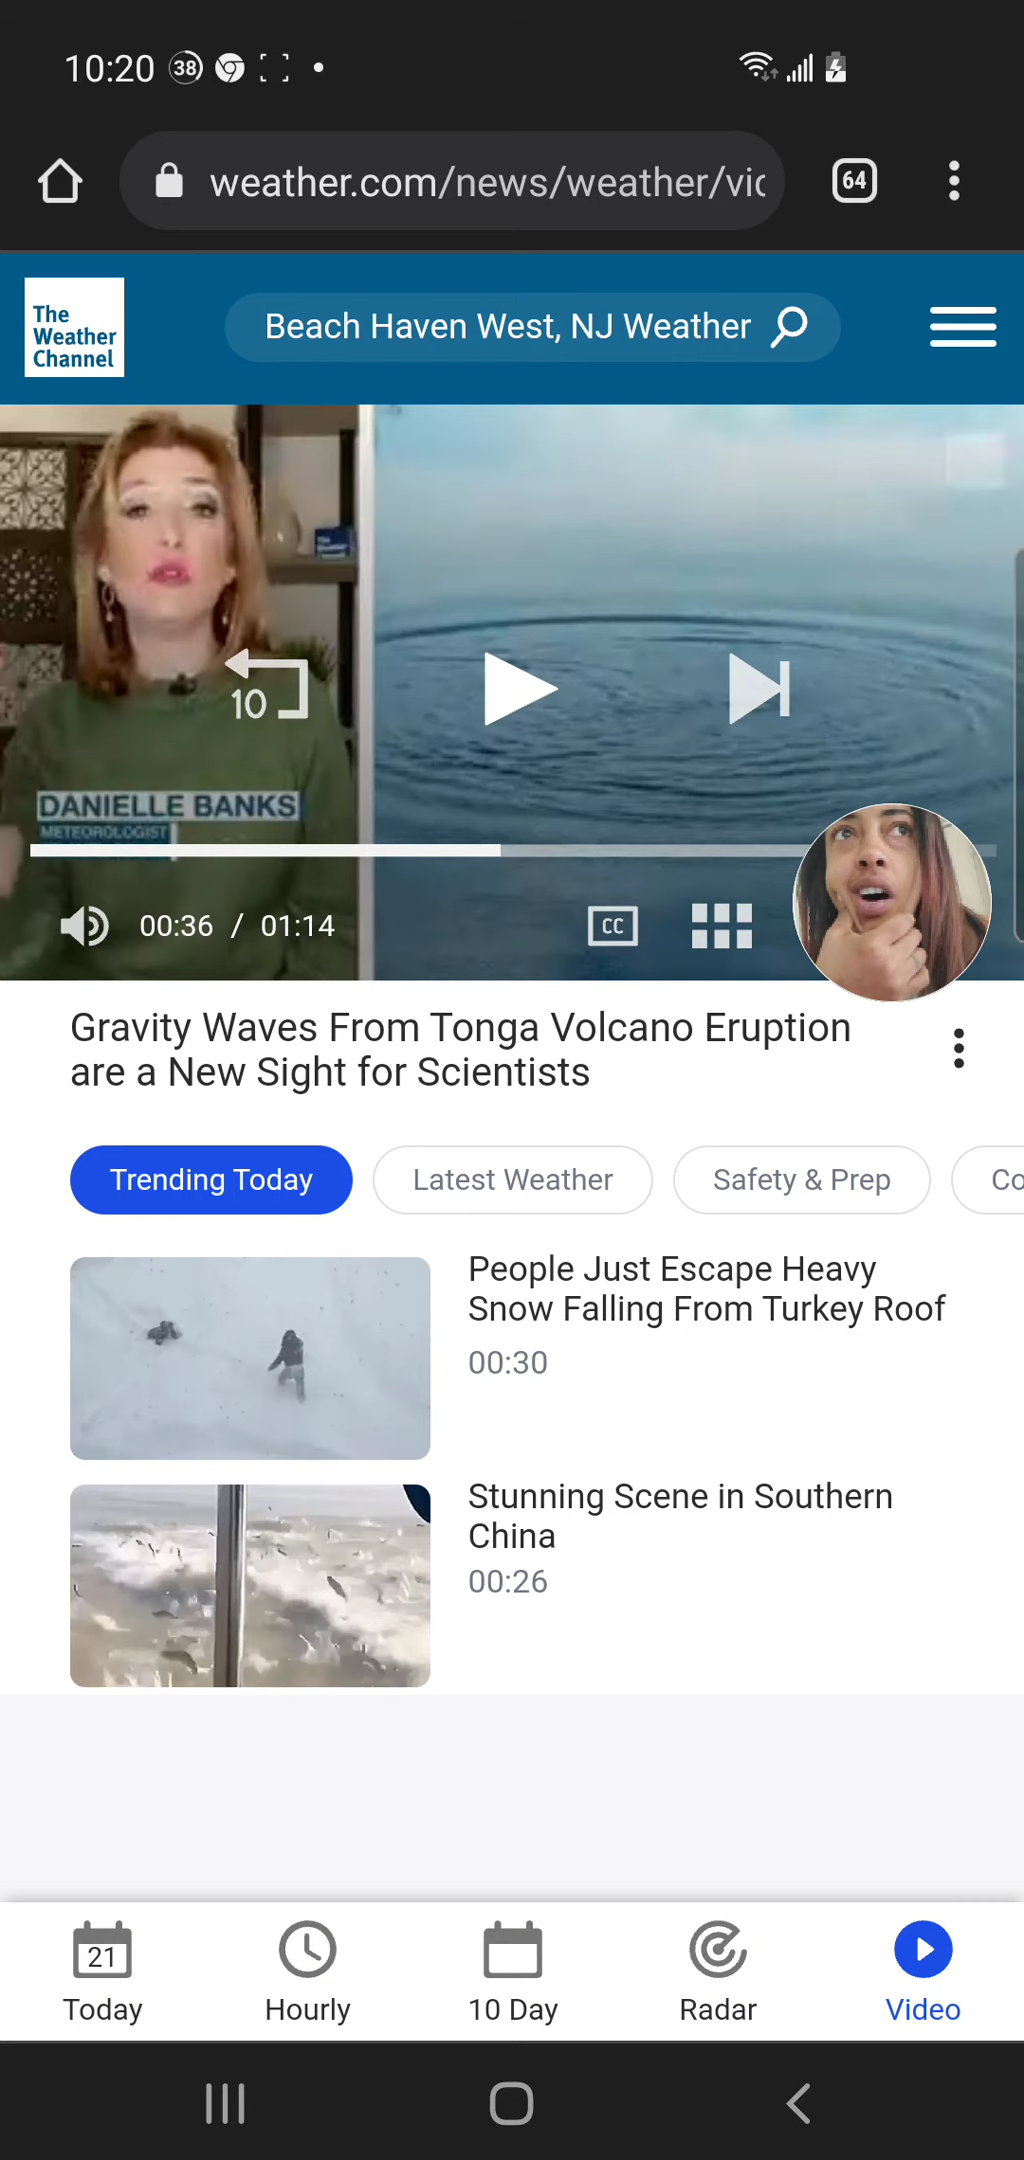 10:20
38
weather.com/news/weather/vic
64
The
Weather
Channel
Beach Haven West, NJ Weather
10
DANIELLE BANKS
METEOROLOGIST
00:36 / 01:14
CC
Gravity Waves From Tonga Volcano Eruption
are a New Sight for Scientists
Trending Today
Latest Weather
Safety & Prep
Co
People Just Escape Heavy
Snow Falling From Turkey Roof
00:30
Stunning Scene in Southern
China
00:26
21
Today
Hourly
10 Day
Radar
Video